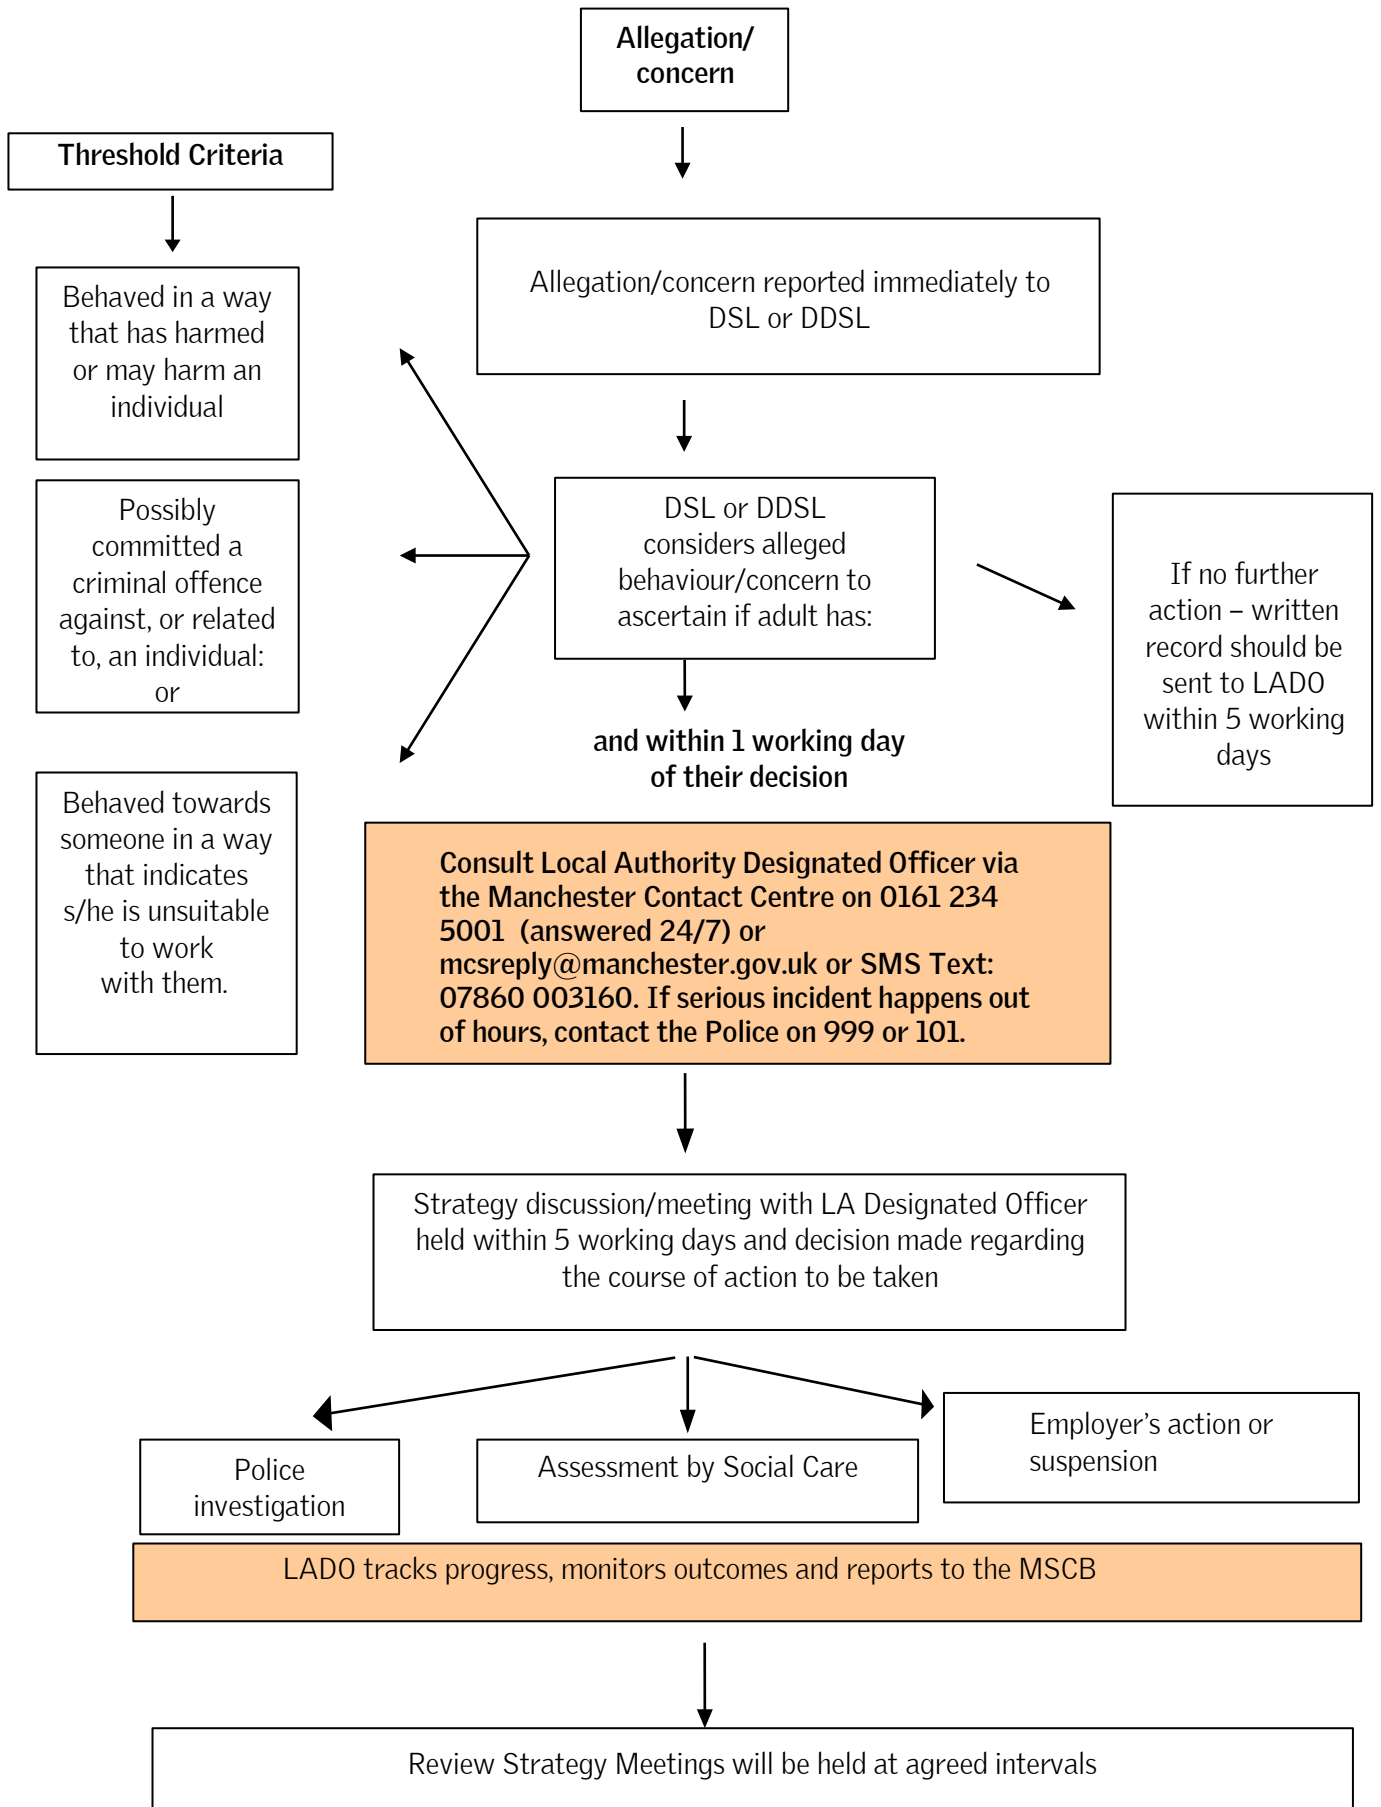 Allegation/
concern
Threshold Criteria
Allegation/concern reported immediately to
DSL or DDSL
Behaved in a way
that has harmed
or may harm an
individual
Possibly
committed a
criminal offence
against, or related
to, an individual:
or
Behaved towards
someone in a way
that indicates
s/he is unsuitable
to work
with them.
DSL or DDSL
considers alleged
behaviour/concern to
ascertain if adult has:
If no further
action – written
record should be
sent to LADO
within 5 working
days
and within 1 working day
of their decision
Consult Local Authority Designated Officer via
the Manchester Contact Centre on 0161 234
5001 (answered 24/7) or
mcsreply@manchester.gov.uk or SMS Text:
07860 003160. If serious incident happens out
of hours, contact the Police on 999 or 101.
Strategy discussion/meeting with LA Designated Officer
held within 5 working days and decision made regarding
the course of action to be taken
Police
investigation
Assessment by Social Care
Employer’s action or
suspension
LADO tracks progress, monitors outcomes and reports to the MSCB
Review Strategy Meetings will be held at agreed intervals